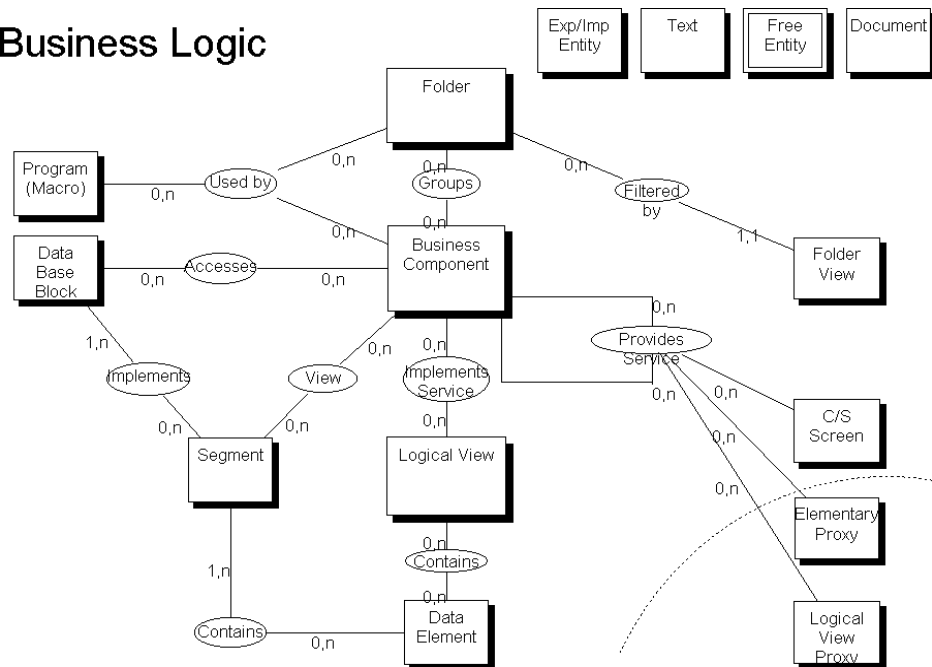 Business Logic
Exp/Imp
Entity
Text
Free
Entity
Document
Folder
Program
(Macro)
0,n
Used by
0,n
0,n
0,n
Groups
0,n
0,n
Filtered
by
1,1
Folder
View
Data
Base
Block
0,n
Accesses
0,n
Business
Component
0,n
Provides
Service
0,n
1,n
Implements
0,n
0,n
View
0,n
0,n
Implements
Service
0,n
0,n
0,n
0,n
C/S
Screen
Segment
Logical View
Elementary
Proxy
1,n
Contains
0,n
0,n
Contains
0,n
Data
Element
Logical
View
Proxy